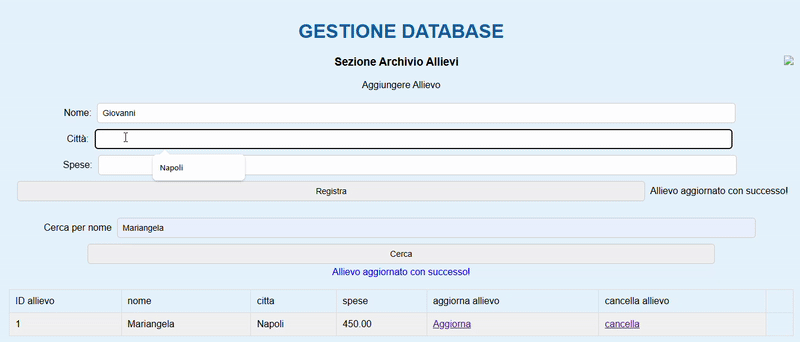 GESTIONE DATABASE
Sezione Archivio Allievi
Aggiungere Allievo
Nome: Giovanni
Città:
Spese:
Napoli
Registra Allievo aggiornato con successo!
Cerca per nome Mariangela
Cerca
Allievo aggiornato con successo!
ID allievo nome citta spese aggiorna allievo cancella allievo
1 Mariangela Napoli 450.00 Aggiorna cancella